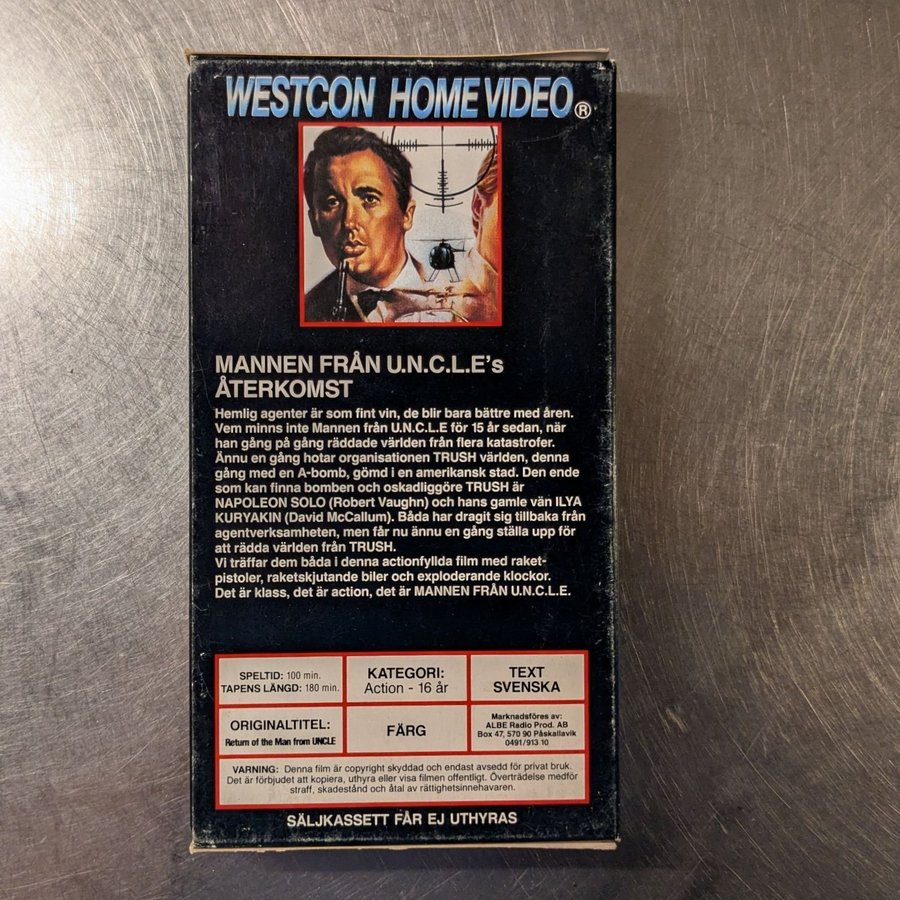 WESTCON HOME VIDEO ®
MANNEN FRÅN U.N.C.L.E's
ÅTERKOMST
Hemlig agenter är som fint vin, de blir bara bättre med åren.
Vem minns inte Mannen från U.N.C.L.E för 15 år sedan, när
han gång på gång räddade världen från flera katastrofer.
Ännu en gång hotar organisationen TRUSH världen, denna
gång med en A-bomb, gömd i en amerikansk stad. Den ende
som kan finna bomben och oskadliggöre TRUSH är
NAPOLEON SOLO (Robert Vaughn) och hans gamle vän ILYA
KURYAKIN (David McCallum). Båda har dragit sig tillbaka från
agentverksamheten, men får nu ännu en gång ställa upp för
att rädda världen från TRUSH.
Vi träffar dem båda i denna actionfyllda film med raket-
pistoler, raketskjutande biler och exploderande klockor.
Det är klass, det är action, det är MANNEN FRÅN U.N.C.L.E.
SPELTID: 100 min.
TAPENS LÄNGD: 180 min.
KATEGORI:
Action - 16 år
TEXT
SVENSKA
ORIGINALTITEL:
Return of the Man from UNCLE
FÄRG
Marknadsföres av:
ALBE Radio Prod. AB
Box 47, 570 90 Påskallavik
0491/913 10
VARNING: Denna film är copyright skyddad och endast avsedd för privat bruk.
Det är förbjudet att kopiera, uthyra eller visa filmen offentligt. Överträdelse medför
straff, skadestånd och åtal av rättighetsinnehavaren.
SÄLJKASSETT FÅR EJ UTHYRAS